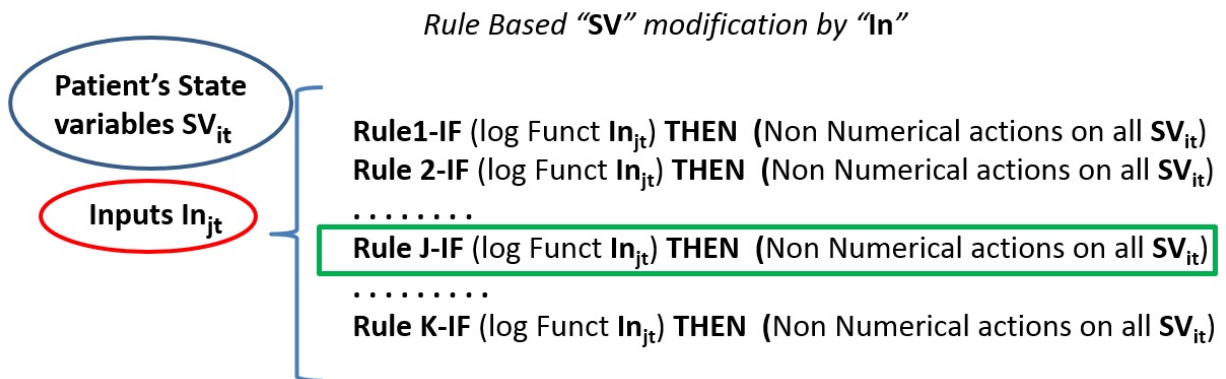 Rule Based “SV” modification by “In”
Patient’s State
variables SVit
Inputs Injt
Rule1-IF (log Funct Injt) THEN (Non Numerical actions on all SVit)
Rule 2-IF (log Funct Injt) THEN (Non Numerical actions on all SVit)
. . . . . . . .
Rule J-IF (log Funct Injt) THEN (Non Numerical actions on all SVit)
. . . . . . . . .
Rule K-IF (log Funct Injt) THEN (Non Numerical actions on all SVit)